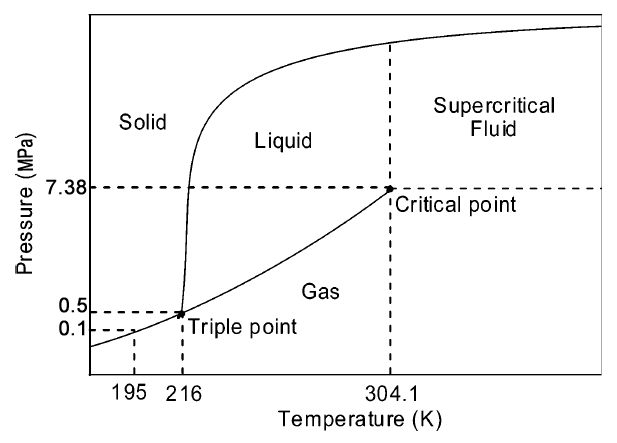 Solid
Liquid
Supercritical
Fluid
Pressure (MPa)
7.38
Critical point
Gas
0.5
0.1
Triple point
195
216
304.1
Temperature (K)